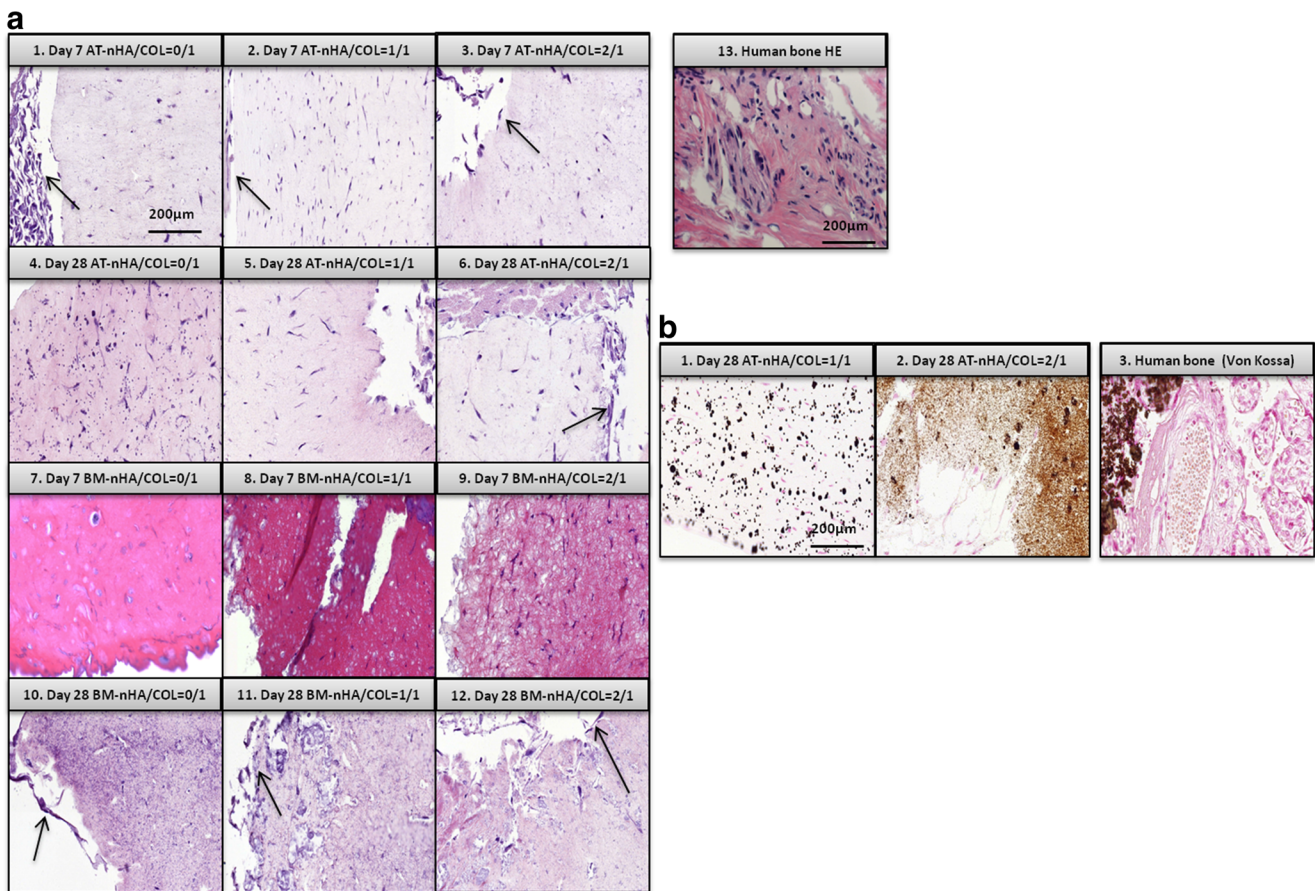 a
1. Day 7 AT-nHA/COL=0/1
2. Day 7 AT-nHA/COL=1/1
3. Day 7 AT-nHA/COL=2/1
200µm
4. Day 28 AT-nHA/COL=0/1
5. Day 28 AT-nHA/COL=1/1
6. Day 28 AT-nHA/COL=2/1
7. Day 7 BM-nHA/COL=0/1
8. Day 7 BM-nHA/COL=1/1
9. Day 7 BM-nHA/COL=2/1
10. Day 28 BM-nHA/COL=0/1
11. Day 28 BM-nHA/COL=1/1
12. Day 28 BM-nHA/COL=2/1
13. Human bone HE
200µm
b
1. Day 28 AT-nHA/COL=1/1
2. Day 28 AT-nHA/COL=2/1
3. Human bone (Von Kossa)
200µm